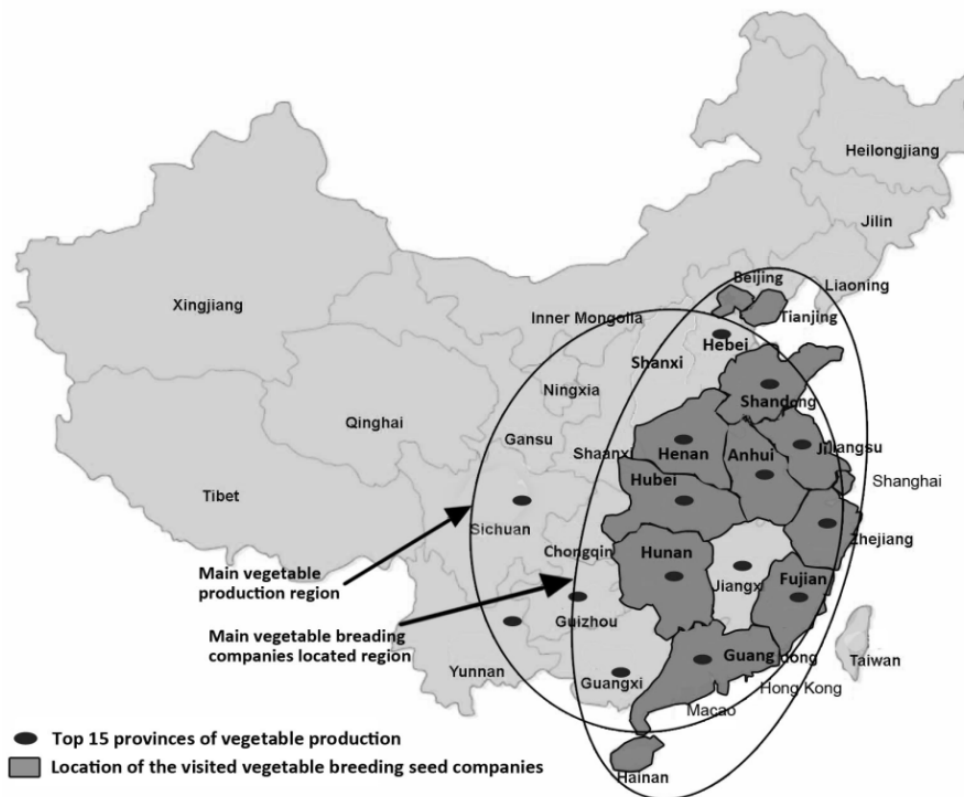 Heilongjiang
Jilin
Liaoning
Beijing
Tianjing
Xingjiang
Inner Mongolia
Hebei
Shanxi
Ningxia
Shandong
Qinghai
Gansu
Shaanxi
Henan
Anhui
Jiangsu
Hubei
Shanghai
Tibet
Sichuan
Zhejiang
Chongqin
Hunan
Jiangxi
Fujian
Main vegetable
production region
Guizhou
Main vegetable breading
companies located region
Yunnan
Guangxi
Guang dong
Taiwan
Hong Kong
Macao
Hainan
Top 15 provinces of vegetable production
Location of the visited vegetable breeding seed companies